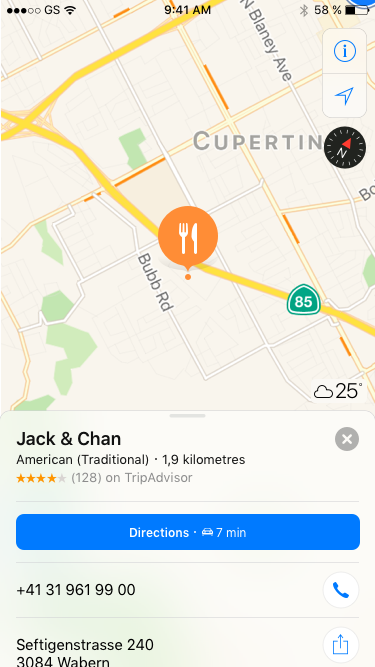 GS 9:41 AM 58 %
N Blaney Ave
CUPERTIN
N
Bo
Bubb Rd
85
25°
Jack & Chan
American (Traditional) · 1,9 kilometres
(128) on TripAdvisor
Directions · 7 min
+41 31 961 99 00
Seftigenstrasse 240
3084 Wabern